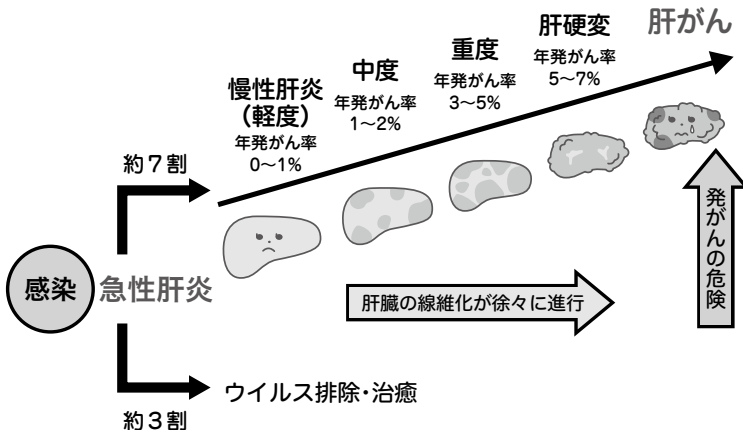 感染
急性肝炎
約7割
慢性肝炎
（軽度）
年発がん率
0～1%
中度
年発がん率
1～2%
重度
年発がん率
3～5%
肝硬変
年発がん率
5～7%
肝がん
肝臓の線維化が徐々に進行
発がんの危険
ウイルス排除・治癒
約3割